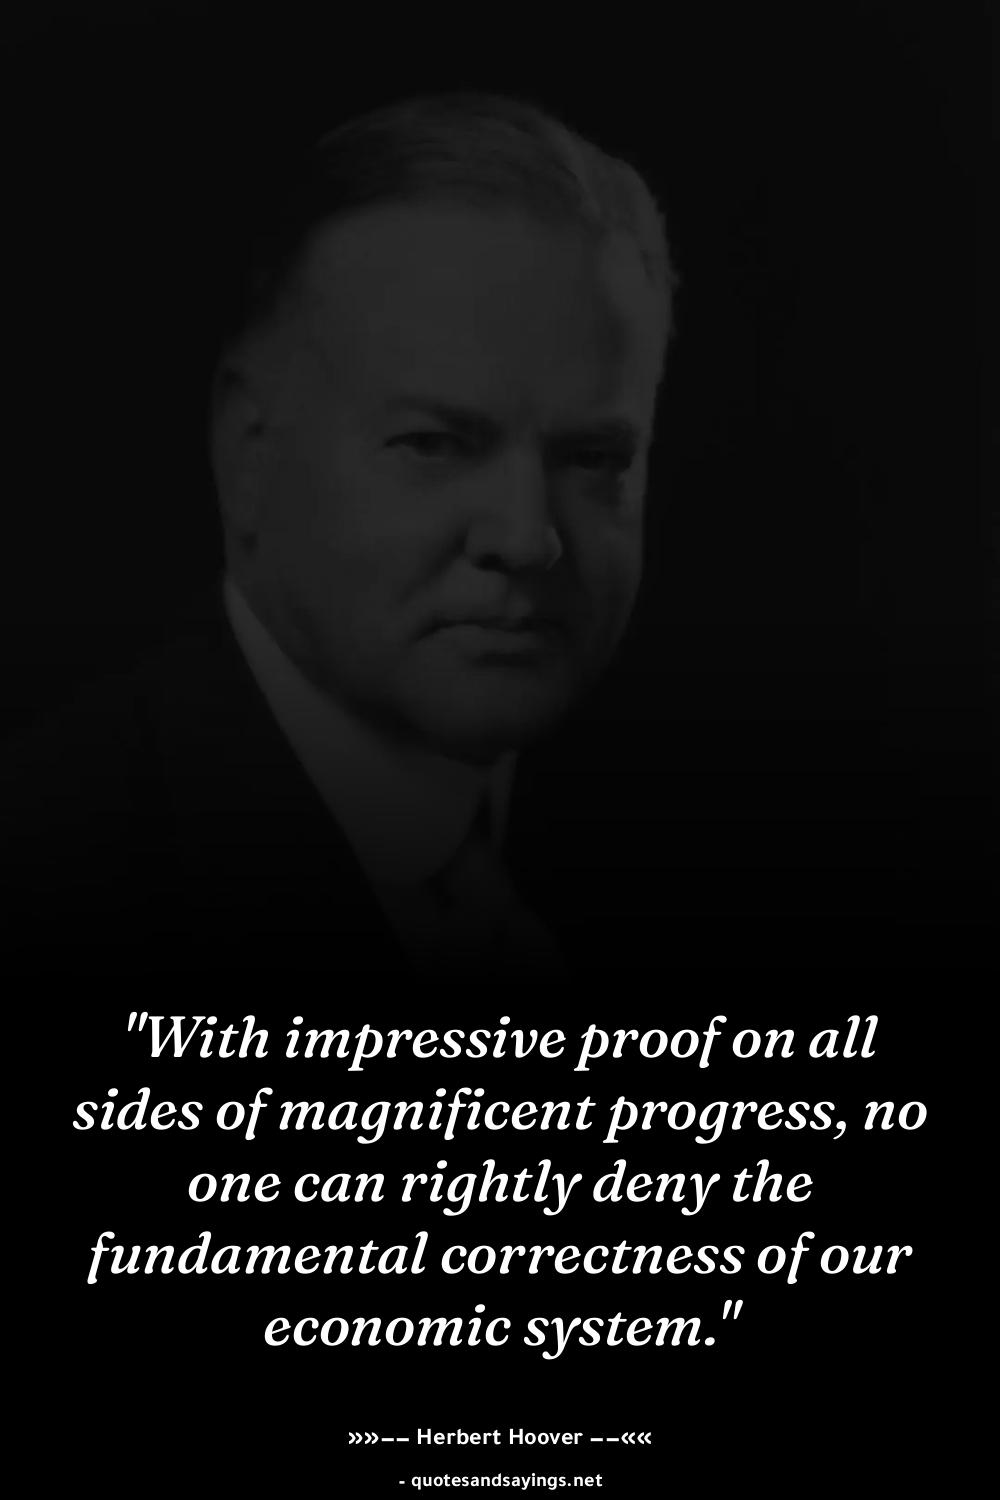 "With impressive proof on all
sides of magnificent progress, no
one can rightly deny the
fundamental correctness of our
economic system."
»»−− Herbert Hoover −−««
- quotesandsayings.net